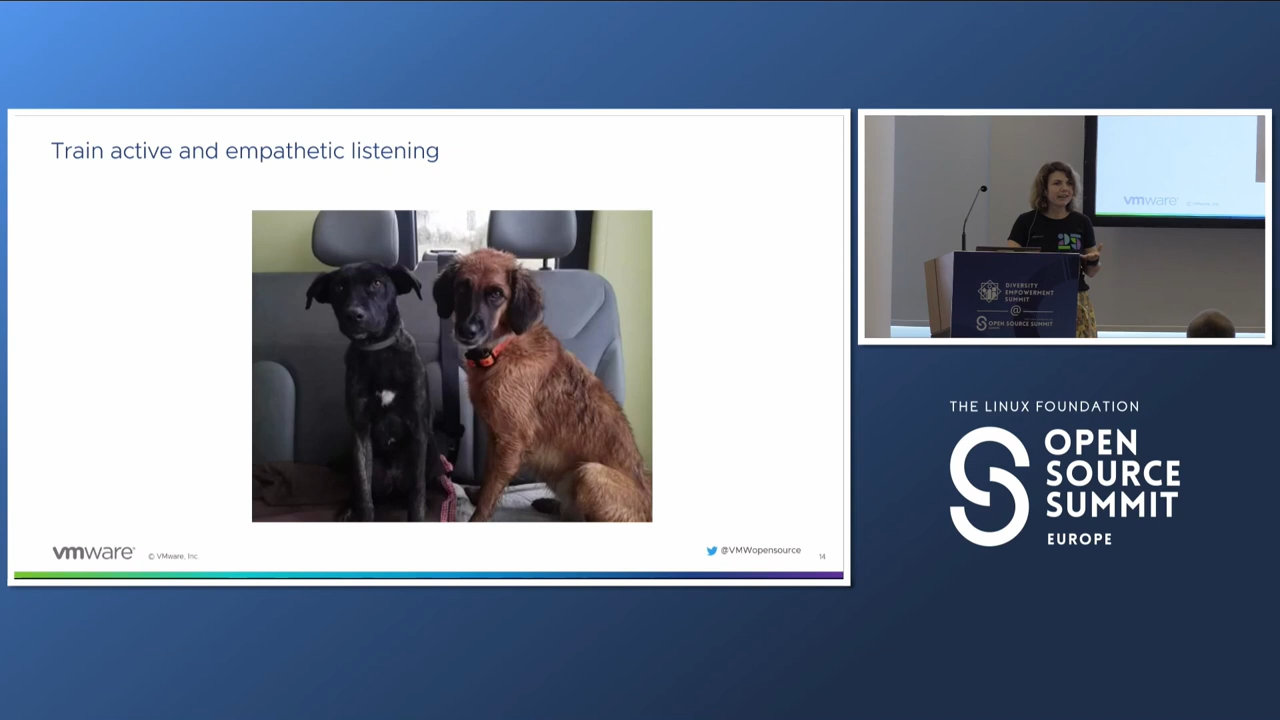 Train active and empathetic listening
vmware®
© VMware, Inc.
@VMWopensource
14
vmware
25
DIVERSITY
EMPOWERMENT
SUMMIT
@
OPEN SOURCE SUMMIT
THE LINUX FOUNDATION
OPEN
SOURCE
SUMMIT
EUROPE